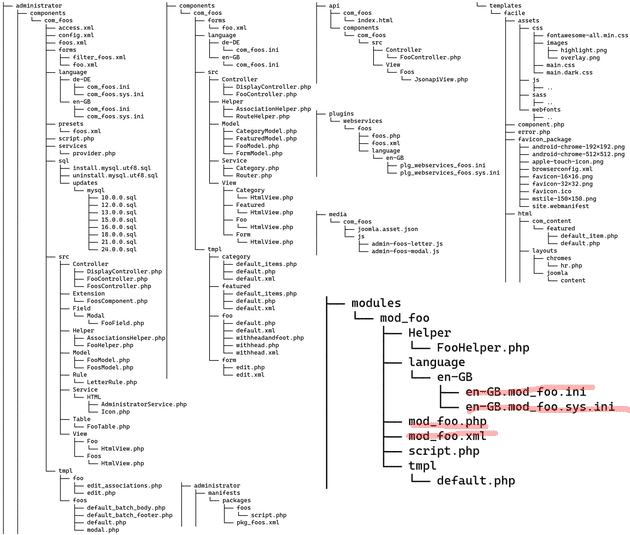 administrator
components
com_foos
access.xml
config.xml
foos.xml
forms
filter_foos.xml
foo.xml
language
de-DE
com_foos.ini
com_foos.sys.ini
en-GB
com_foos.ini
com_foos.sys.ini
presets
foos.xml
script.php
services
provider.php
sql
install.mysql.utf8.sql
uninstall.mysql.utf8.sql
updates
mysql
10.0.0.sql
12.0.0.sql
13.0.0.sql
15.0.0.sql
16.0.0.sql
18.0.0.sql
21.0.0.sql
24.0.0.sql
src
Controller
DisplayController.php
FooController.php
FoosController.php
Extension
FoosComponent.php
Field
Modal
FooField.php
Helper
AssociationsHelper.php
FooHelper.php
Model
FooModel.php
FoosModel.php
Rule
LetterRule.php
Service
HTML
AdministratorService.php
Icon.php
Table
FooTable.php
View
Foo
HtmlView.php
Foos
HtmlView.php
tmpl
foo
edit_associations.php
edit.php
foos
default_batch_body.php
default_batch_footer.php
default.php
modal.php
components
com_foos
forms
foo.xml
language
de-DE
com_foos.ini
en-GB
com_foos.ini
src
Controller
DisplayController.php
FooController.php
Helper
AssociationHelper.php
RouteHelper.php
Model
CategoryModel.php
FeaturedModel.php
FooModel.php
FormModel.php
Service
Category.php
Router.php
View
Category
HtmlView.php
Featured
HtmlView.php
Foo
HtmlView.php
Form
HtmlView.php
tmpl
category
default_items.php
default.php
default.xml
featured
default_items.php
default.php
default.xml
foo
default.php
default.xml
withheadandfoot.php
withhead.php
withhead.xml
form
edit.php
edit.xml
administrator
manifests
packages
foos
script.php
pkg_foos.xml
api
com_foos
index.html
components
com_foos
src
Controller
FooController.php
View
Foos
JsonapiView.php
plugins
webservices
foos
foos.php
foos.xml
language
en-GB
plg_webservices_foos.ini
plg_webservices_foos.sys.ini
media
com_foos
joomla.asset.json
js
admin-foos-letter.js
admin-foos-modal.js
templates
facile
assets
css
fontawesome-all.min.css
images
highlight.png
overlay.png
main.css
main.dark.css
js
..
sass
..
webfonts
..
component.php
error.php
favicon_package
android-chrome-192×192.png
android-chrome-512×512.png
apple-touch-icon.png
browserconfig.xml
favicon-16×16.png
favicon-32×32.png
favicon.ico
mstile-150×150.png
site.webmanifest
html
com_content
featured
default_item.php
default.php
layouts
chromes
hr.php
joomla
content
modules
mod_foo
Helper
FooHelper.php
language
en-GB
en-GB.mod_foo.ini
en-GB.mod_foo.sys.ini
mod_foo.php
mod_foo.xml
script.php
tmpl
default.php